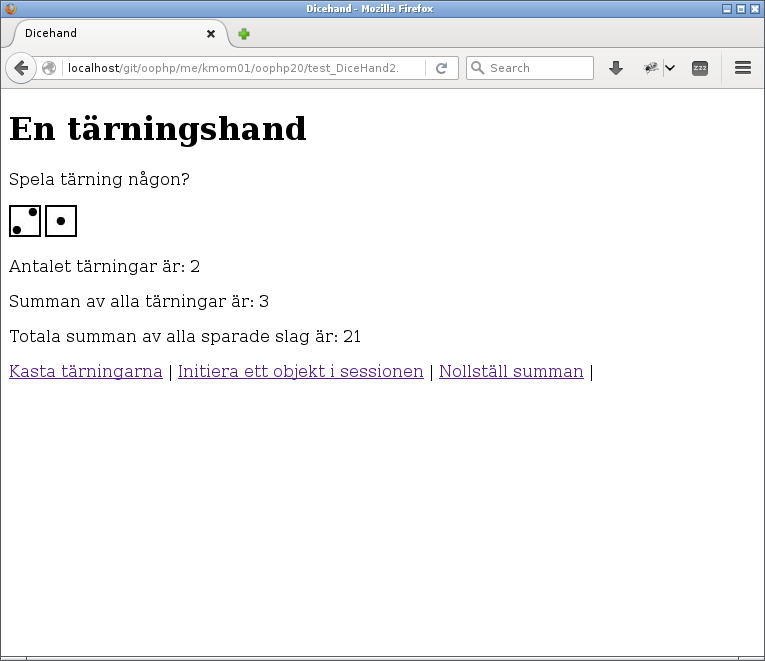 Dicehand - Mozilla Firefox
Dicehand
localhost/git/oophp/me/kmom01/oophp20/test_DiceHand2.
Search
zzz
En tärningshand
Spela tärning någon?
Antalet tärningar är: 2
Summan av alla tärningar är: 3
Totala summan av alla sparade slag är: 21
Kasta tärningarna | Initiera ett objekt i sessionen | Nollställ summan |